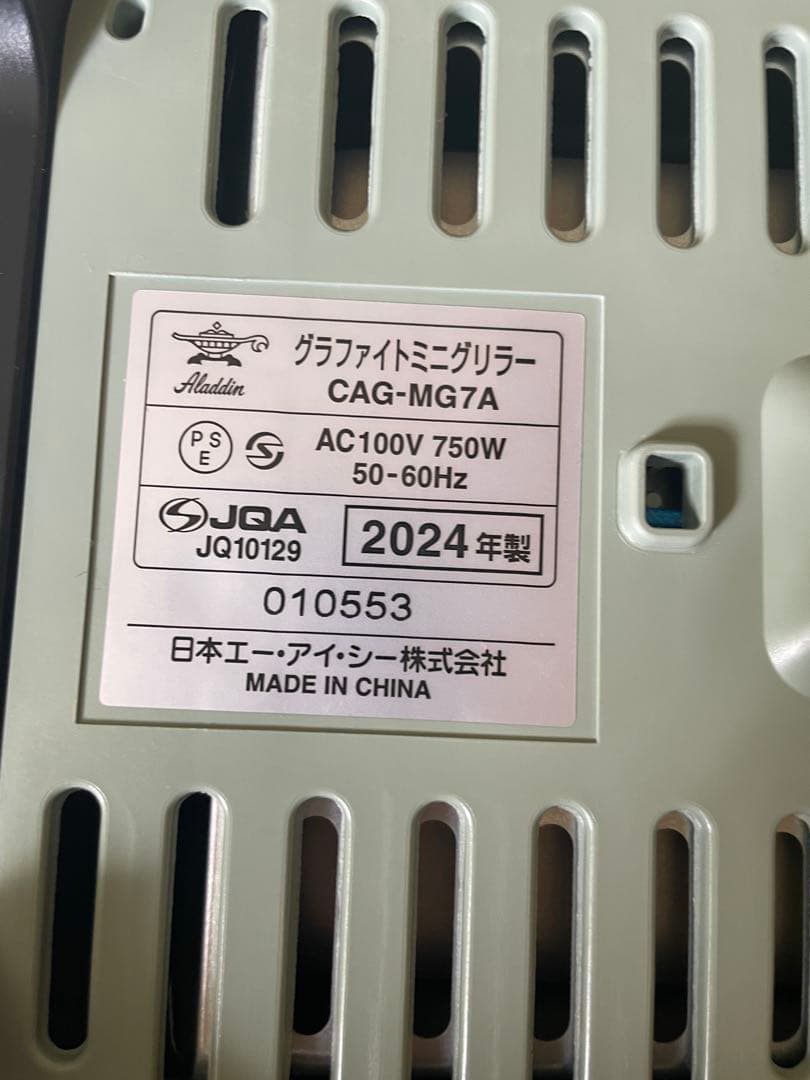 Aladdin
グラファイトミニグリラー
CAG-MG7A
PSE
AC100V 750W
50-60Hz
JQA
JQ10129
2024年製
010553
日本エー・アイ・シー株式会社
MADE IN CHINA